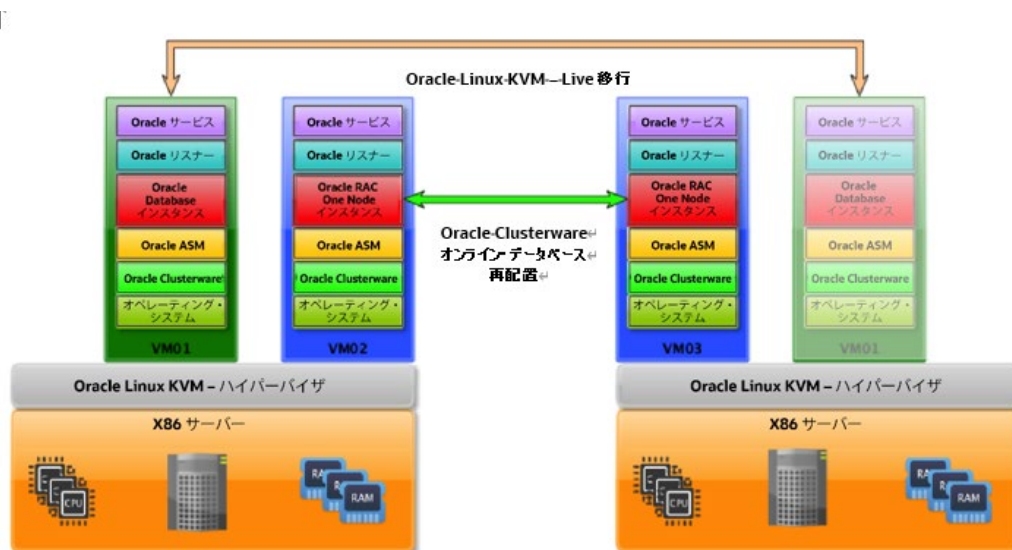 Oracle-Linux-KVM-–-Live 移行
Oracle サービス
Oracle リスナー
Oracle
Database
インスタンス
Oracle ASM
Oracle Clusterware
オペレーティング・
システム
VM01
Oracle サービス
Oracle リスナー
Oracle RAC
One Node
インスタンス
Oracle ASM
Oracle Clusterware
オペレーティング・
システム
VM02
Oracle-Clusterware↵
オンライン・データベース↵
再配置↵
Oracle サービス
Oracle リスナー
Oracle RAC
One Node
インスタンス
Oracle ASM
Oracle Clusterware
オペレーティング・
システム
VM03
Oracle サービス
Oracle リスナー
Oracle
Database
インスタンス
Oracle ASM
Oracle Clusterware
オペレーティング・
システム
VM01
Oracle Linux KVM – ハイパーバイザ
X86 サーバー
CPU
RAM
RAM
Oracle Linux KVM – ハイパーバイザ
X86 サーバー
CPU
RAM
RAM